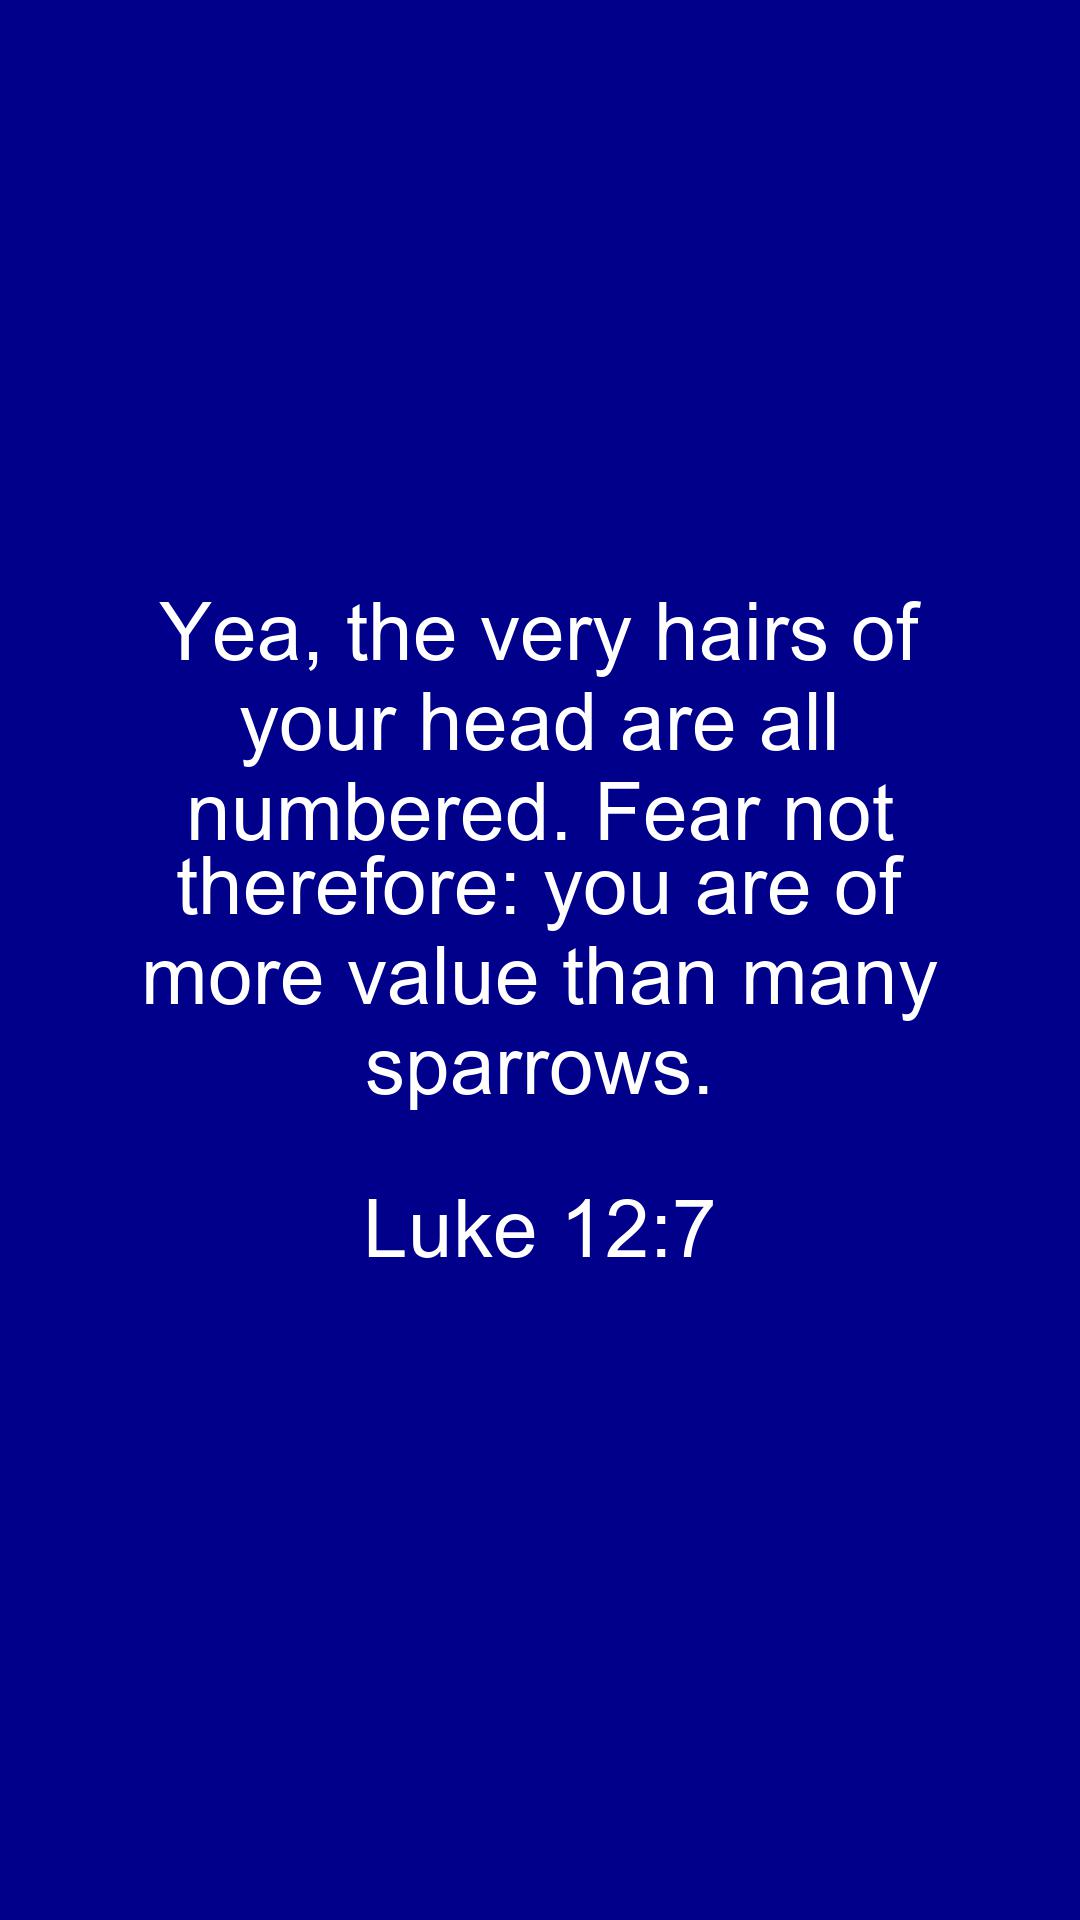 Yea, the very hairs of
your head are all
numbered. Fear not
therefore: you are of
more value than many
sparrows.
Luke 12:7